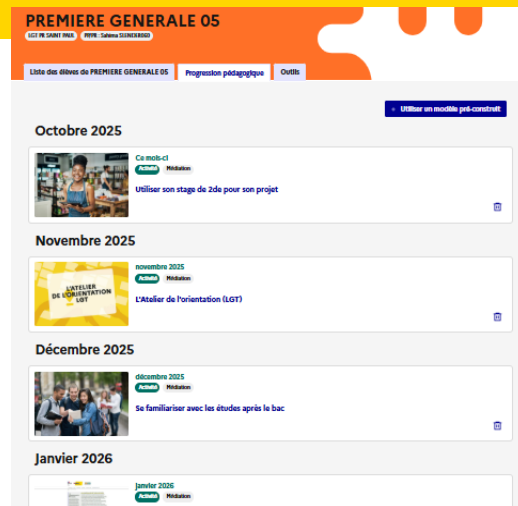 PREMIERE GENERALE 05
LGT PR SAINT PAUL
Liste des élèves de PREMIERE GENERALE 05
Progression pédagogique
Outils
+ Utiliser un modèle pré-construit
Octobre 2025
Ce mois-ci
Activité Médiation
Utiliser son stage de 2de pour son projet
Novembre 2025
L'ATELIER
DE L'ORIENTATION
LGT
novembre 2025
Activité Médiation
L'Atelier de l'orientation (LGT)
Décembre 2025
décembre 2025
Activité Médiation
Se familiariser avec les études après le bac
Janvier 2026
janvier 2026
Activité Médiation